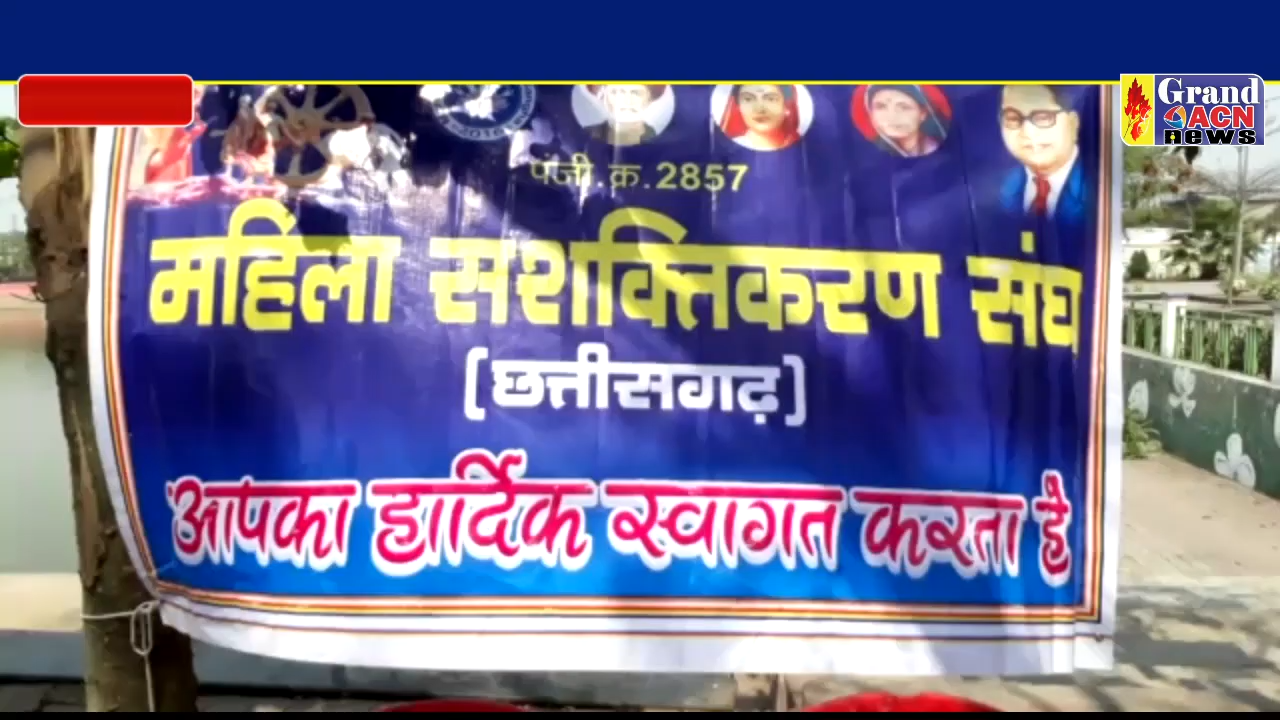 Grand
ACN
news
पंजी.क्र.2857
महिला सशक्तिकरण संघ
(छत्तीसगढ़)
आपका हार्दिक स्वागत करता है